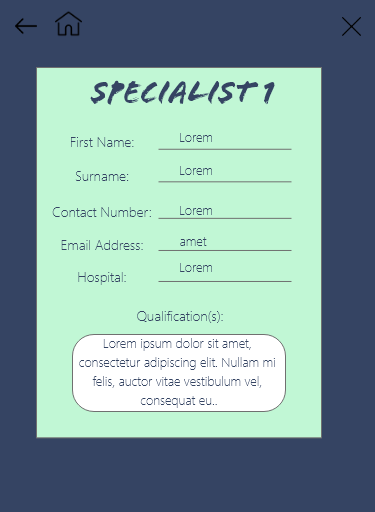 SPECIALIST 1
First Name: Lorem
Surname: Lorem
Contact Number: Lorem
Email Address: amet
Hospital: Lorem
Qualification(s):
Lorem ipsum dolor sit amet,
consectetur adipiscing elit. Nullam mi
felis, auctor vitae vestibulum vel,
consequat eu..